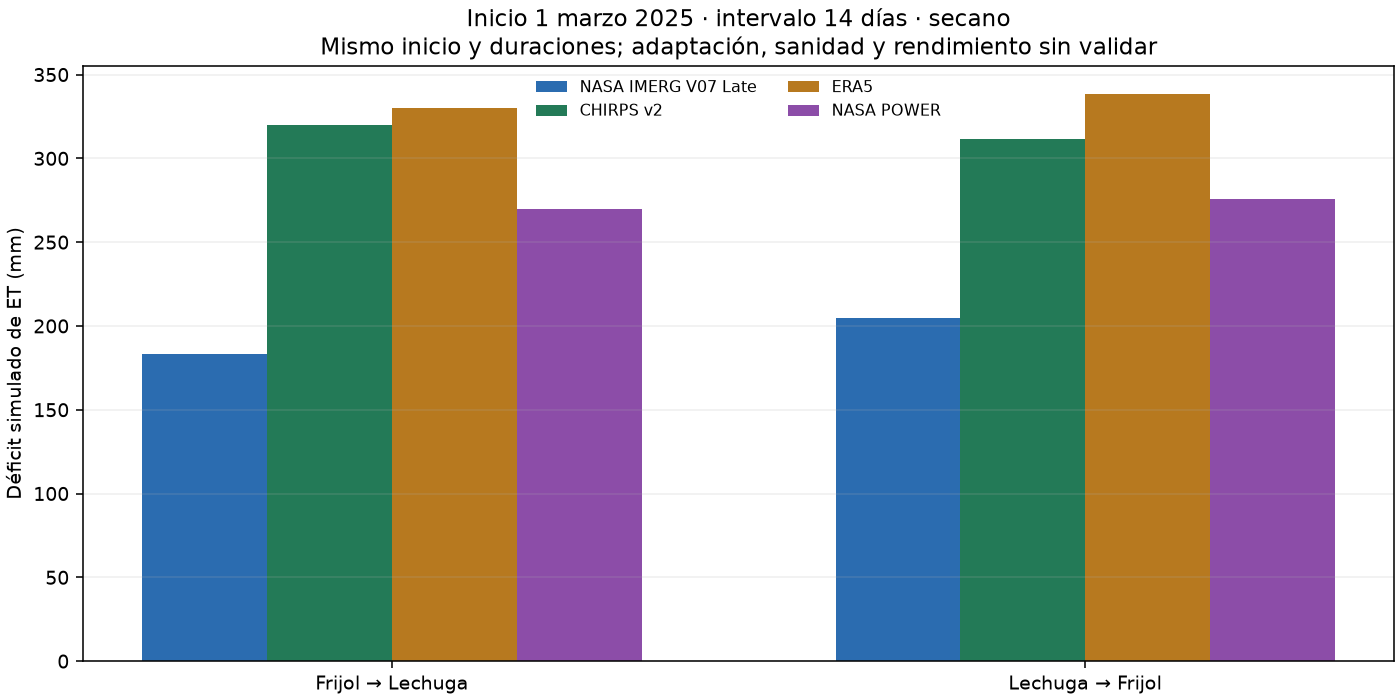 Inicio 1 marzo 2025 · intervalo 14 días · secano
Mismo inicio y duraciones; adaptación, sanidad y rendimiento sin validar
NASA IMERG V07 Late
CHIRPS v2
ERA5
NASA POWER
Déficit simulado de ET (mm)
350
300
250
200
150
100
50
0
Frijol → Lechuga
Lechuga → Frijol